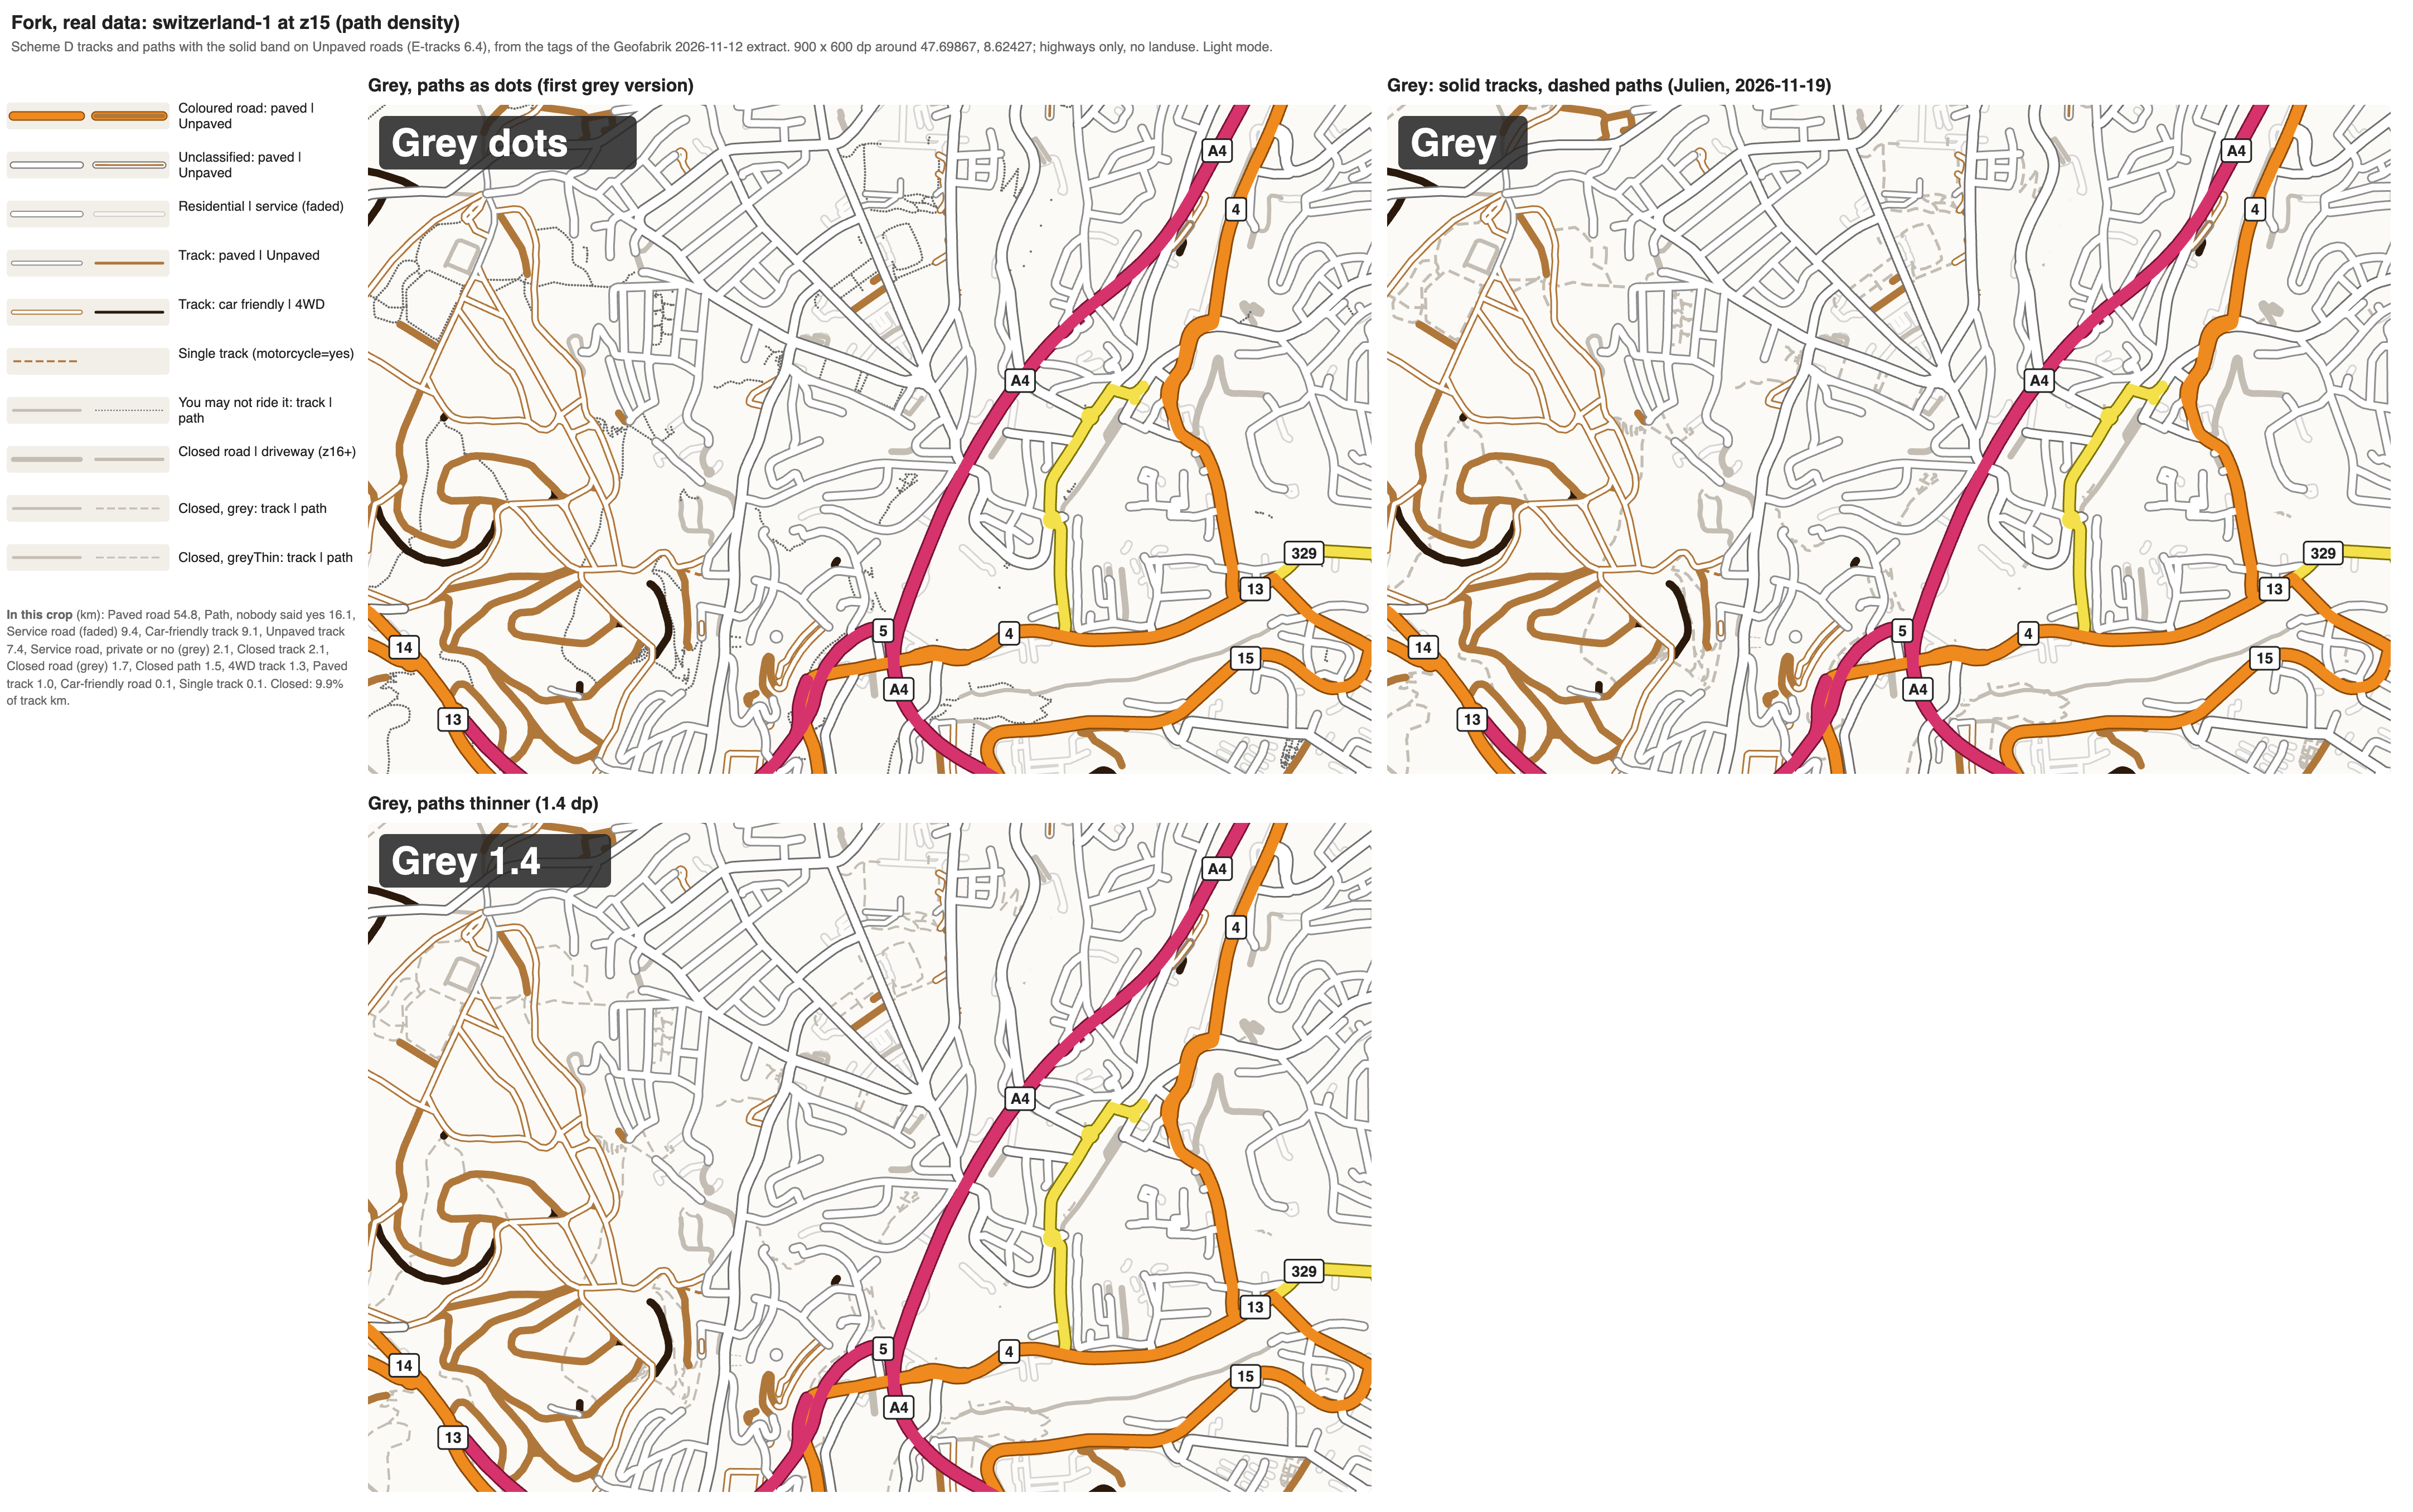 Fork, real data: switzerland-1 at z15 (path density)
Scheme D tracks and paths with the solid band on Unpaved roads (E-tracks 6.4), from the tags of the Geofabrik 2026-11-12 extract. 900 x 600 dp around 47.69867, 8.62427; highways only, no landuse. Light mode.
Coloured road: paved |
Unpaved
Unclassified: paved |
Unpaved
Residential | service (faded)
Track: paved | Unpaved
Track: car friendly | 4WD
Single track (motorcycle=yes)
You may not ride it: track |
path
Closed road | driveway (z16+)
Closed, grey: track | path
Closed, greyThin: track | path
In this crop (km): Paved road 54.8, Path, nobody said yes 16.1,
Service road (faded) 9.4, Car-friendly track 9.1, Unpaved track
7.4, Service road, private or no (grey) 2.1, Closed track 2.1,
Closed road (grey) 1.7, Closed path 1.5, 4WD track 1.3, Paved
track 1.0, Car-friendly road 0.1, Single track 0.1. Closed: 9.9%
of track km.
Grey, paths as dots (first grey version)
Grey dots
A4
4
A4
329
13
5
4
14
15
A4
13
Grey: solid tracks, dashed paths (Julien, 2026-11-19)
Grey
A4
4
A4
329
13
5
4
14
15
A4
13
Grey, paths thinner (1.4 dp)
Grey 1.4
A4
4
A4
329
13
5
4
14
15
A4
13